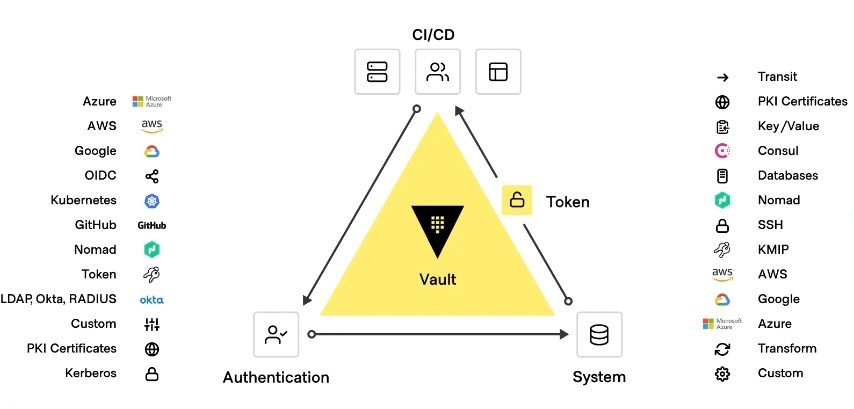 CI/CD
Azure Microsoft Azure
AWS aws
Google
OIDC
Kubernetes
GitHub GitHub
Nomad
Token
LDAP, Okta, RADIUS okta
Custom
PKI Certificates
Kerberos
Token
Vault
Authentication
System
Transit
PKI Certificates
Key/Value
Consul
Databases
Nomad
SSH
KMIP
aws AWS
Google
Microsoft Azure Azure
Transform
Custom